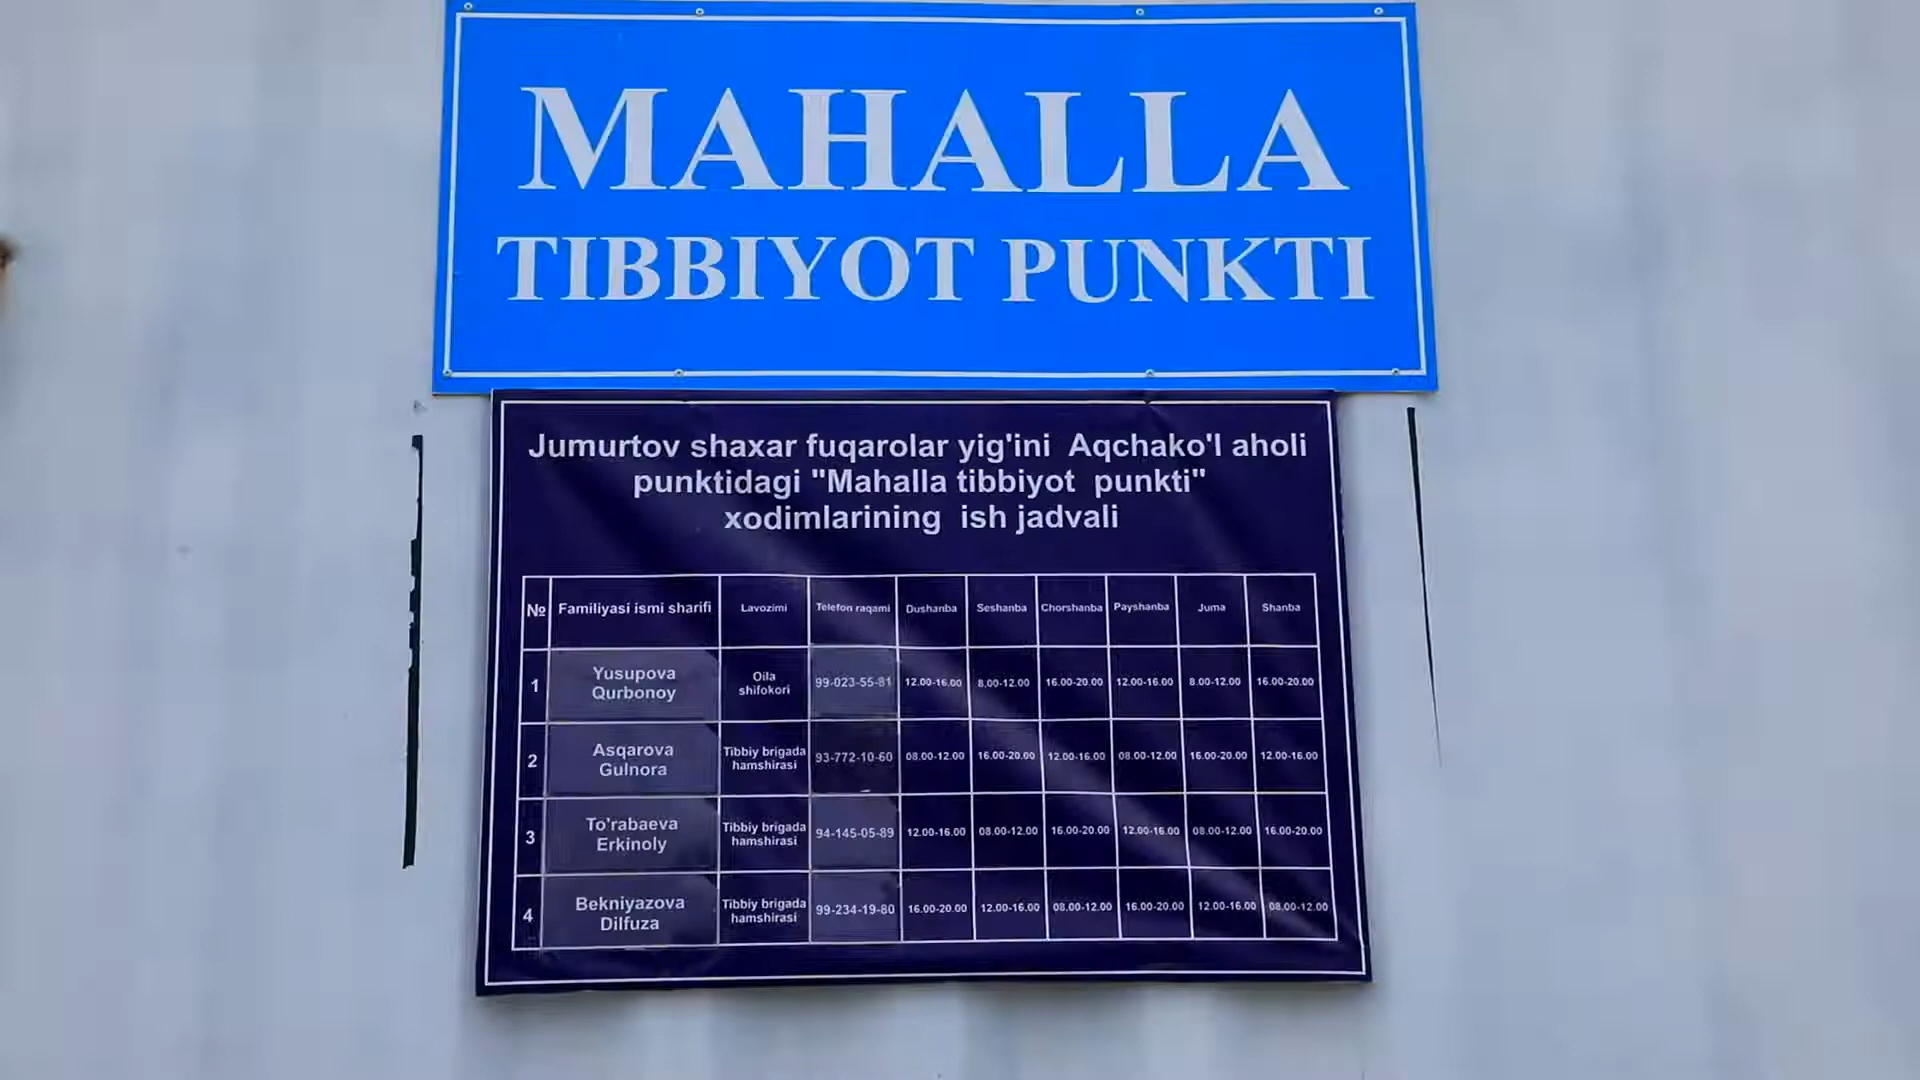 MAHALLA
TIBBIYOT PUNKTI
Jumurtov shaxar fuqarolar yig'ini Aqchako'l aholi
punktidagi "Mahalla tibbiyot punkti"
xodimlarining ish jadvali
№ Familiyasi ismi sharifi Lavozimi Telefon raqami Dushanba Seshanba Chorshanba Payshanba Juma Shanba
1 Yusupova Qurbonoy Oila shifokori 99-023-55-81 12.00-16.00 8.00-12.00 16.00-20.00 12.00-16.00 8.00-12.00 16.00-20.00
2 Asqarova Gulnora Tibbiy brigada hamshirasi 93-772-10-60 08.00-12.00 16.00-20.00 12.00-16.00 08.00-12.00 16.00-20.00 12.00-16.00
3 To'rabaeva Erkinoly Tibbiy brigada hamshirasi 94-145-05-89 12.00-16.00 08.00-12.00 16.00-20.00 12.00-16.00 08.00-12.00 16.00-20.00
4 Bekniyazova Dilfuza Tibbiy brigada hamshirasi 99-234-19-80 16.00-20.00 12.00-16.00 08.00-12.00 16.00-20.00 12.00-16.00 08.00-12.00